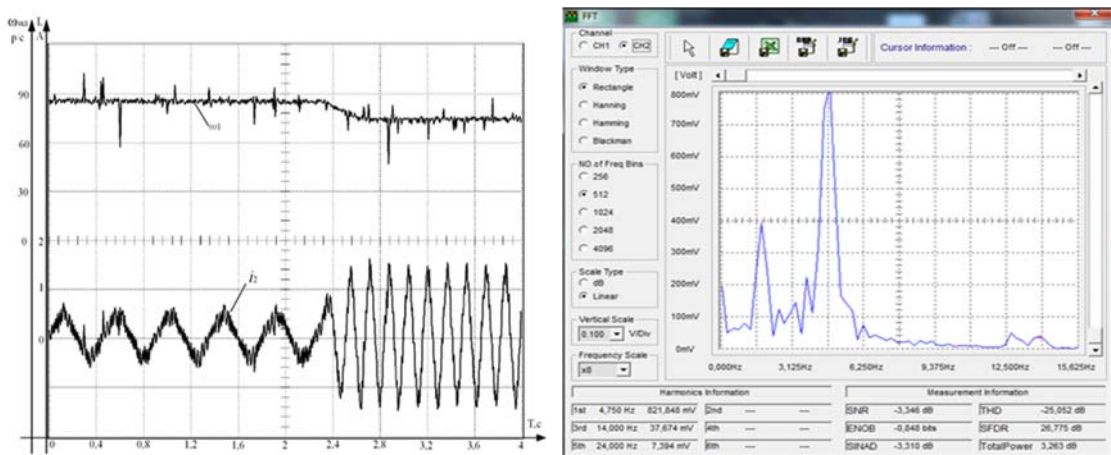 р/с
A
90
60
30
0
2
1
0
ω1
i₂
0
0,4
0,8
1,2
1,6
2
2,4
2,8
3,2
3,6
4
T,c
FFT
Channel
CH1
CH2
Cursor Information :
--- Off ---
--- Off ---
Window Type
Rectangle
Hanning
Hamming
Blackman
NO.of Freq Bins
256
512
1024
2048
4096
Scale Type
dB
Linear
Vertical Scale
0.100
V/Div
Frequency Scale
x8
[ Volt ]
800mV
700mV
600mV
500mV
400mV
300mV
200mV
100mV
0mV
0,000Hz
3,125Hz
6,250Hz
9,375Hz
12,500Hz
15,625Hz
Harmonics Information
1st 4,750 Hz 821,848 mV 2nd --- ---
3rd 14,000 Hz 37,674 mV 4th --- ---
5th 24,000 Hz 7,394 mV 6th --- ---
Measurement Information
SNR -3,346 dB THD -25,052 dB
ENOB -0,848 bits SFDR 26,775 dB
SINAD -3,310 dB TotalPower 3,263 dB